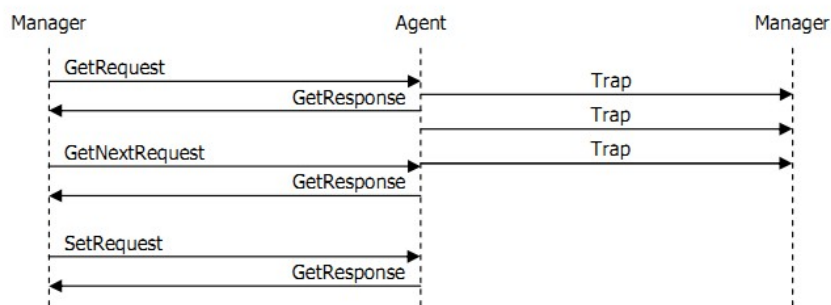 Manager Agent Manager
GetRequest
Trap
GetResponse
Trap
GetNextRequest
Trap
GetResponse
SetRequest
GetResponse